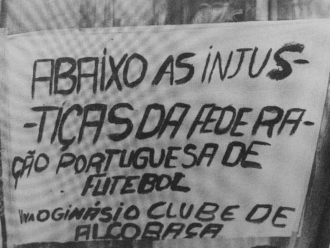 ABAIXO AS INJUS-
-TIÇAS DA FEDERA-
ÇÃO PORTUGUESA DE
FUTEBOL
VIVA O GINÁSIO CLUBE DE
ALCOBAÇA